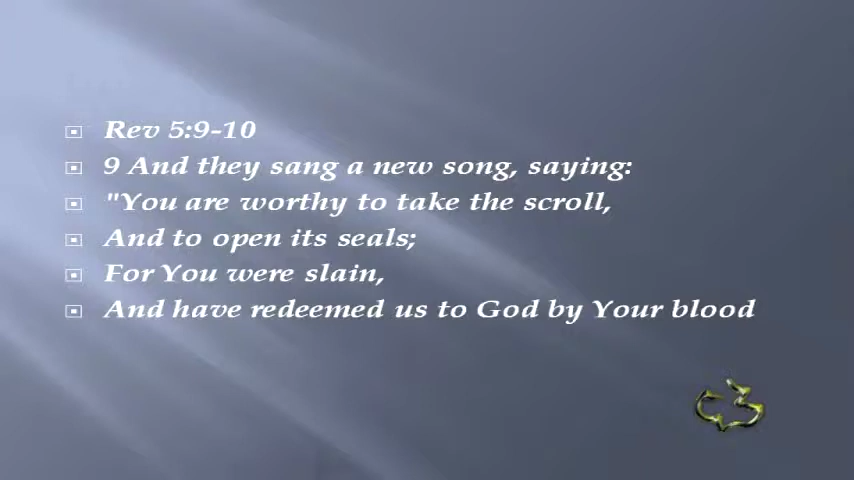 Rev 5:9-10
9 And they sang a new song, saying:
"You are worthy to take the scroll,
And to open its seals;
For You were slain,
And have redeemed us to God by Your blood
C3